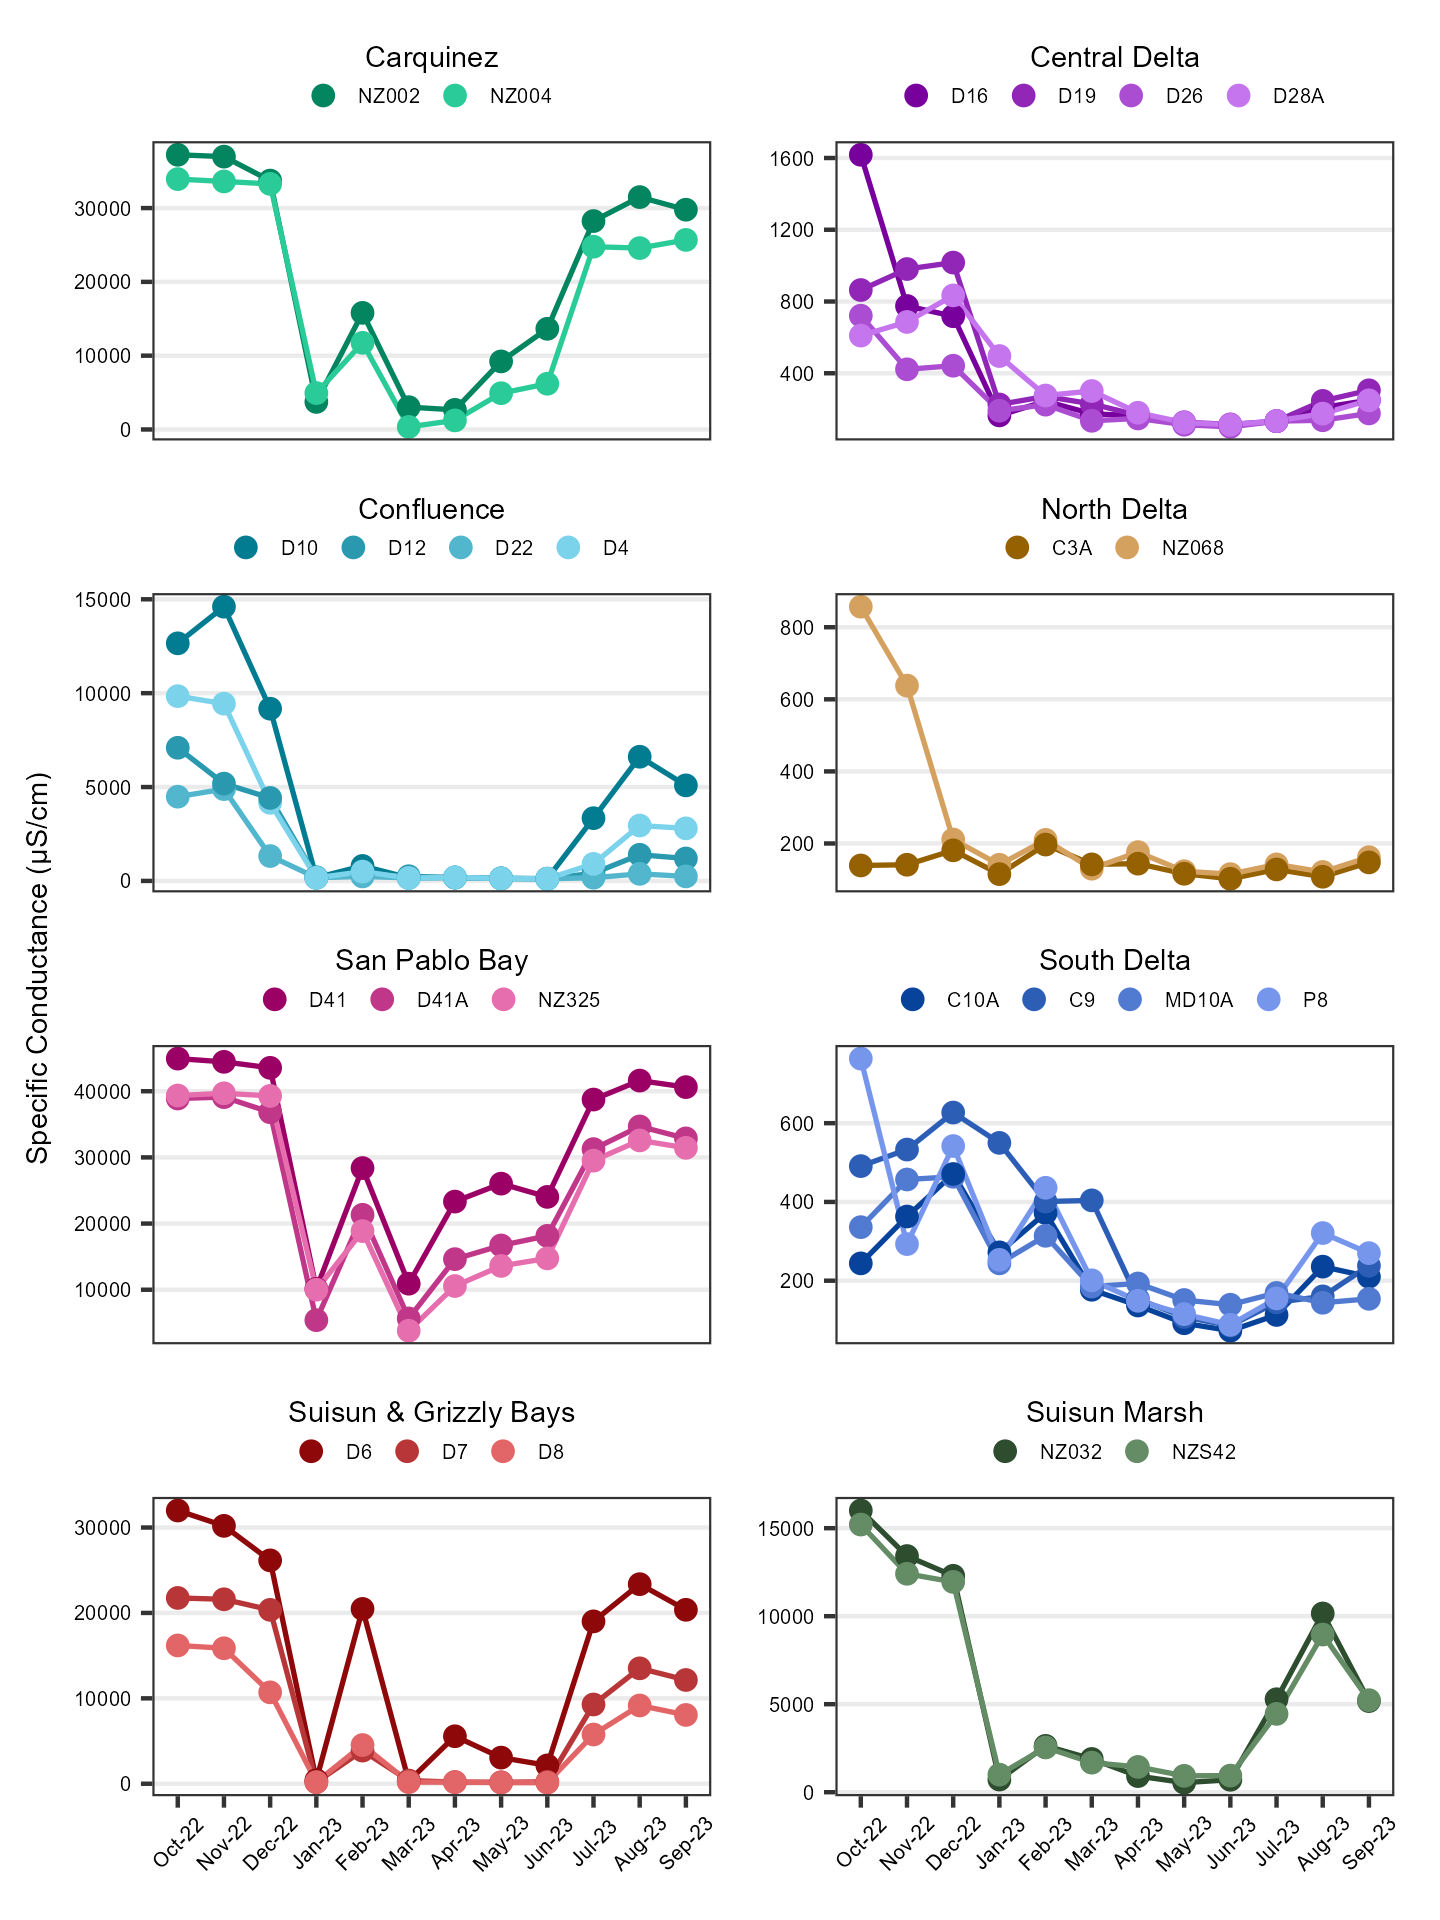 Carquinez
NZ002 NZ004
30000
20000
10000
0
Central Delta
D16 D19 D26 D28A
1600
1200
800
400
Confluence
D10 D12 D22 D4
15000
10000
5000
0
North Delta
C3A NZ068
800
600
400
200
Specific Conductance (µS/cm)
San Pablo Bay
D41 D41A NZ325
40000
30000
20000
10000
South Delta
C10A C9 MD10A P8
600
400
200
Suisun & Grizzly Bays
D6 D7 D8
30000
20000
10000
0
Oct-22 Nov-22 Dec-22 Jan-23 Feb-23 Mar-23 Apr-23 May-23 Jun-23 Jul-23 Aug-23 Sep-23
Suisun Marsh
NZ032 NZS42
15000
10000
5000
0
Oct-22 Nov-22 Dec-22 Jan-23 Feb-23 Mar-23 Apr-23 May-23 Jun-23 Jul-23 Aug-23 Sep-23